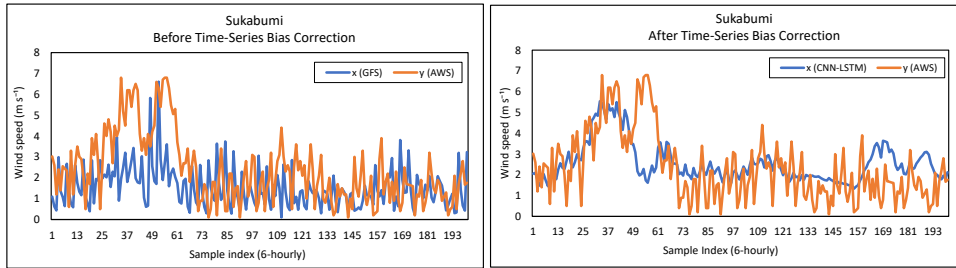 Sukabumi
Before Time-Series Bias Correction
x (GFS) y (AWS)
Wind speed (m s⁻¹)
8
7
6
5
4
3
2
1
0
1 13 25 37 49 61 73 85 97 109 121 133 145 157 169 181 193
Sample index (6-hourly)
Sukabumi
After Time-Series Bias Correction
x (CNN-LSTM) y (AWS)
Wind speed (m s⁻¹)
8
7
6
5
4
3
2
1
0
1 13 25 37 49 61 73 85 97 109 121 133 145 157 169 181 193
Sample Index (6-hourly)